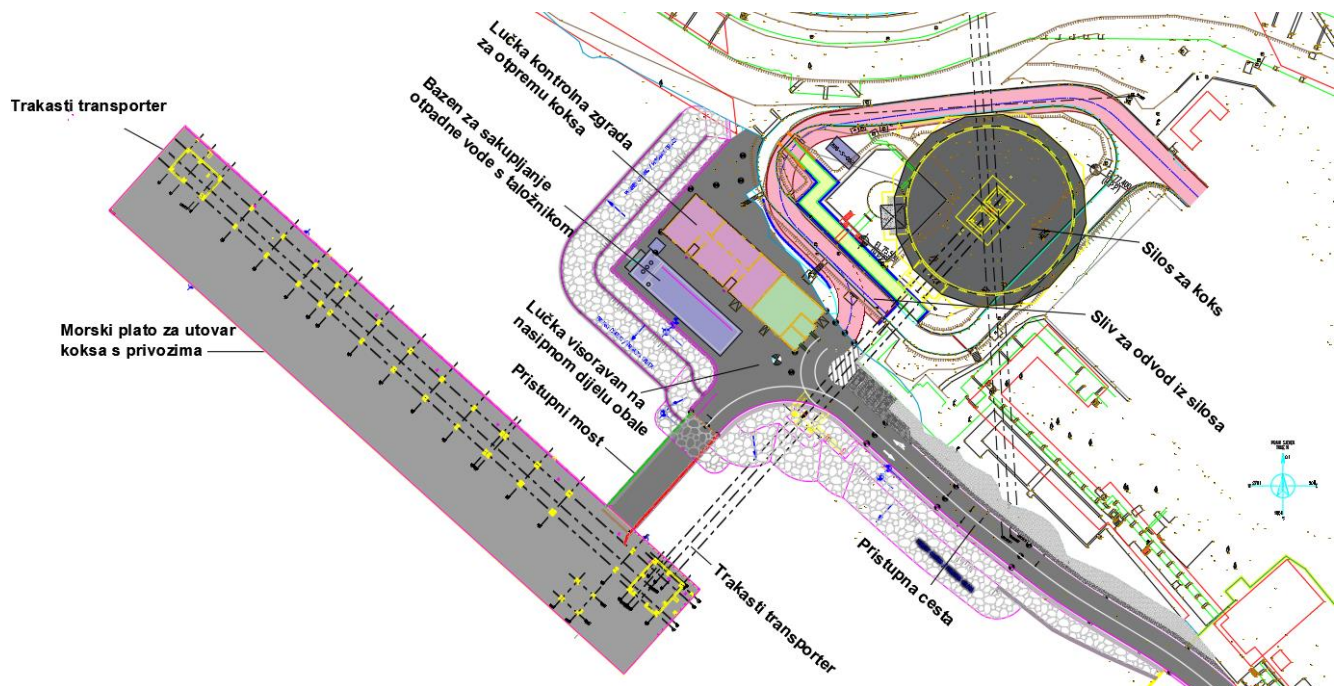 Trakasti transporter
Lučka kontrolna zgrada
za otpremu koksa
Bazen za sakupljanje
otpadne vode s taložnikom
Morski plato za utovar
koksa s privozima
Lučka visoravan na
nasipnom dijelu obale
Pristupni most
Silos za koks
Sliv za odvod iz silosa
Pristupna cesta
Trakasti transporter